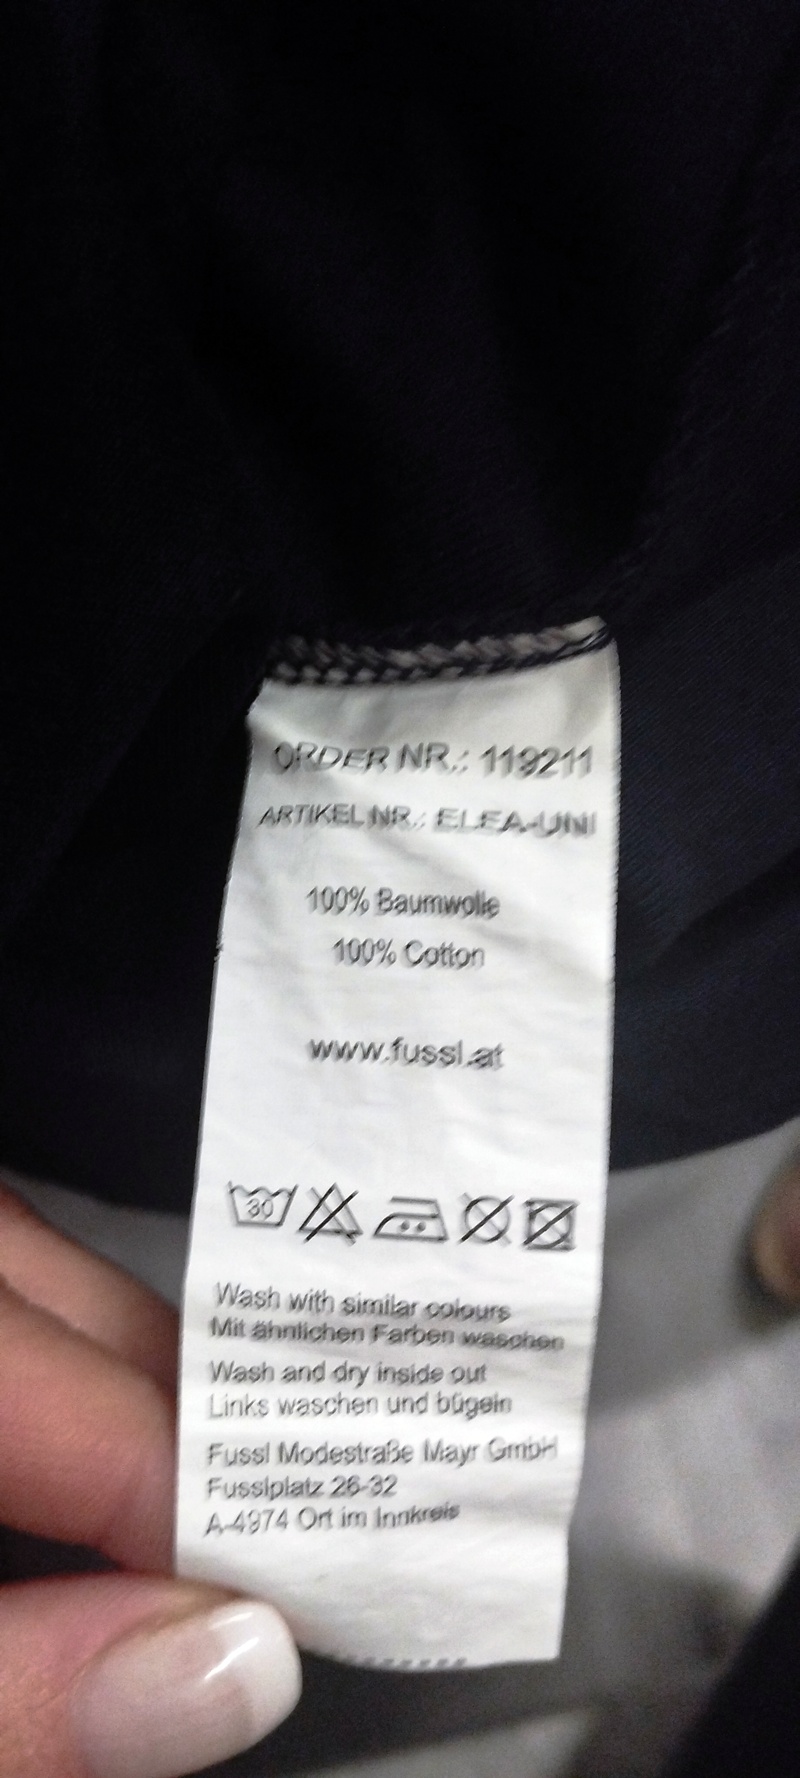 ORDER NR.: 119211
ARTIKEL NR.: ELEA-UNI
100% Baumwolle
100% Cotton
www.fussl.at
30
Wash with similar colours
Mit ähnlichen Farben waschen
Wash and dry inside out
Links waschen und bügeln
Fussl Modestraße Mayr GmbH
Fusslplatz 26-32
A-4974 Ort im Innkreis